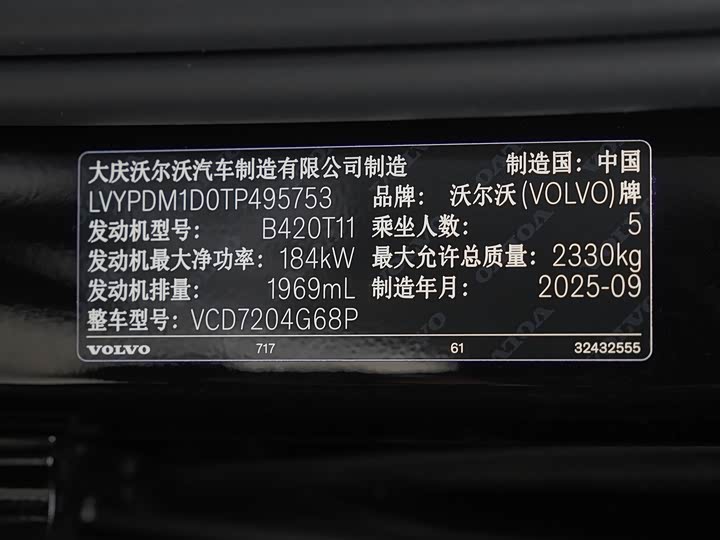 大庆沃尔沃汽车制造有限公司制造 制造国：中国
LVYPDM1D0TP495753 品牌：沃尔沃(VOLVO)牌
发动机型号：B420T11 乘坐人数：5
发动机最大净功率：184kW 最大允许总质量：2330kg
发动机排量：1969mL 制造年月：2025-09
整车型号：VCD7204G68P
VOLVO 717 61 32432555